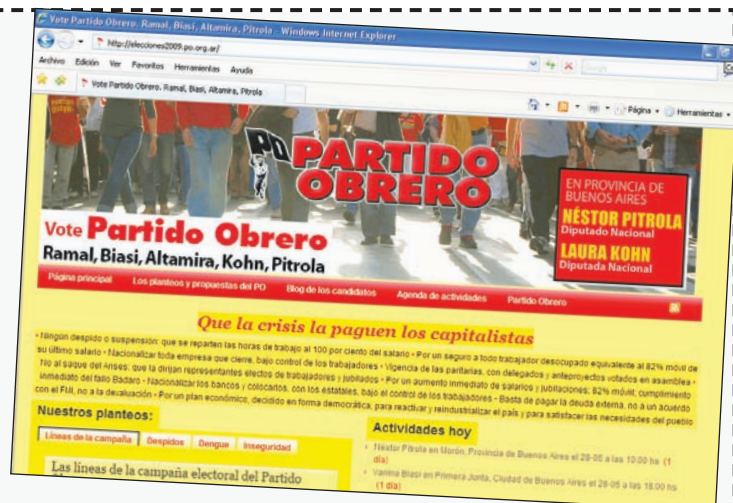 Vote Partido Obrero. Ramal, Biasi, Altamira, Pitrola - Windows Internet Explorer
http://elecciones2009.po.org.ar/
Archivo Edición Ver Favoritos Herramientas Ayuda
Vote Partido Obrero. Ramal, Biasi, Altamira, Pitrola
Página Herramientas
PO PARTIDO
OBRERO
EN PROVINCIA DE
BUENOS AIRES
NÉSTOR PITROLA
Diputado Nacional
LAURA KOHN
Diputada Nacional
Vote Partido Obrero
Ramal, Biasi, Altamira, Kohn, Pitrola
Página principal Los planteos y propuestas del PO Blog de los candidatos Agenda de actividades Partido Obrero
Que la crisis la paguen los capitalistas
• Ningún despido o suspensión: que se reparten las horas de trabajo al 100 por ciento del salario • Por un seguro a todo trabajador desocupado equivalente al 82% móvil de
su último salario • Nacionalizar toda empresa que cierre, bajo control de los trabajadores • Vigencia de las paritarias, con delegados y anteproyectos votados en asamblea •
No al saqueo del Anses: que la dirijan representantes electos de trabajadores y jubilados • Por un aumento inmediato de salarios y jubilaciones; 82% móvil, cumplimiento
inmediato del fallo Badaro • Nacionalizar los bancos y colocarlos, con los estatales, bajo el control de los trabajadores • Basta de pagar la deuda externa, no a un acuerdo
con el FMI, no a la devaluación • Por un plan económico, decidido en forma democrática, para reactivar y reindustrializar el país y para satisfacer las necesidades del pueblo
Nuestros planteos:
Líneas de la campaña Despidos Dengue Inseguridad
Las líneas de la campaña electoral del Partido
Actividades hoy
Néstor Pitrola en Morón, Provincia de Buenos Aires el 28-05 a las 10:00 hs (1
día)
Vanina Biasi en Primera Junta, Ciudad de Buenos Aires el 28-05 a las 18:00 hs
(1 día)